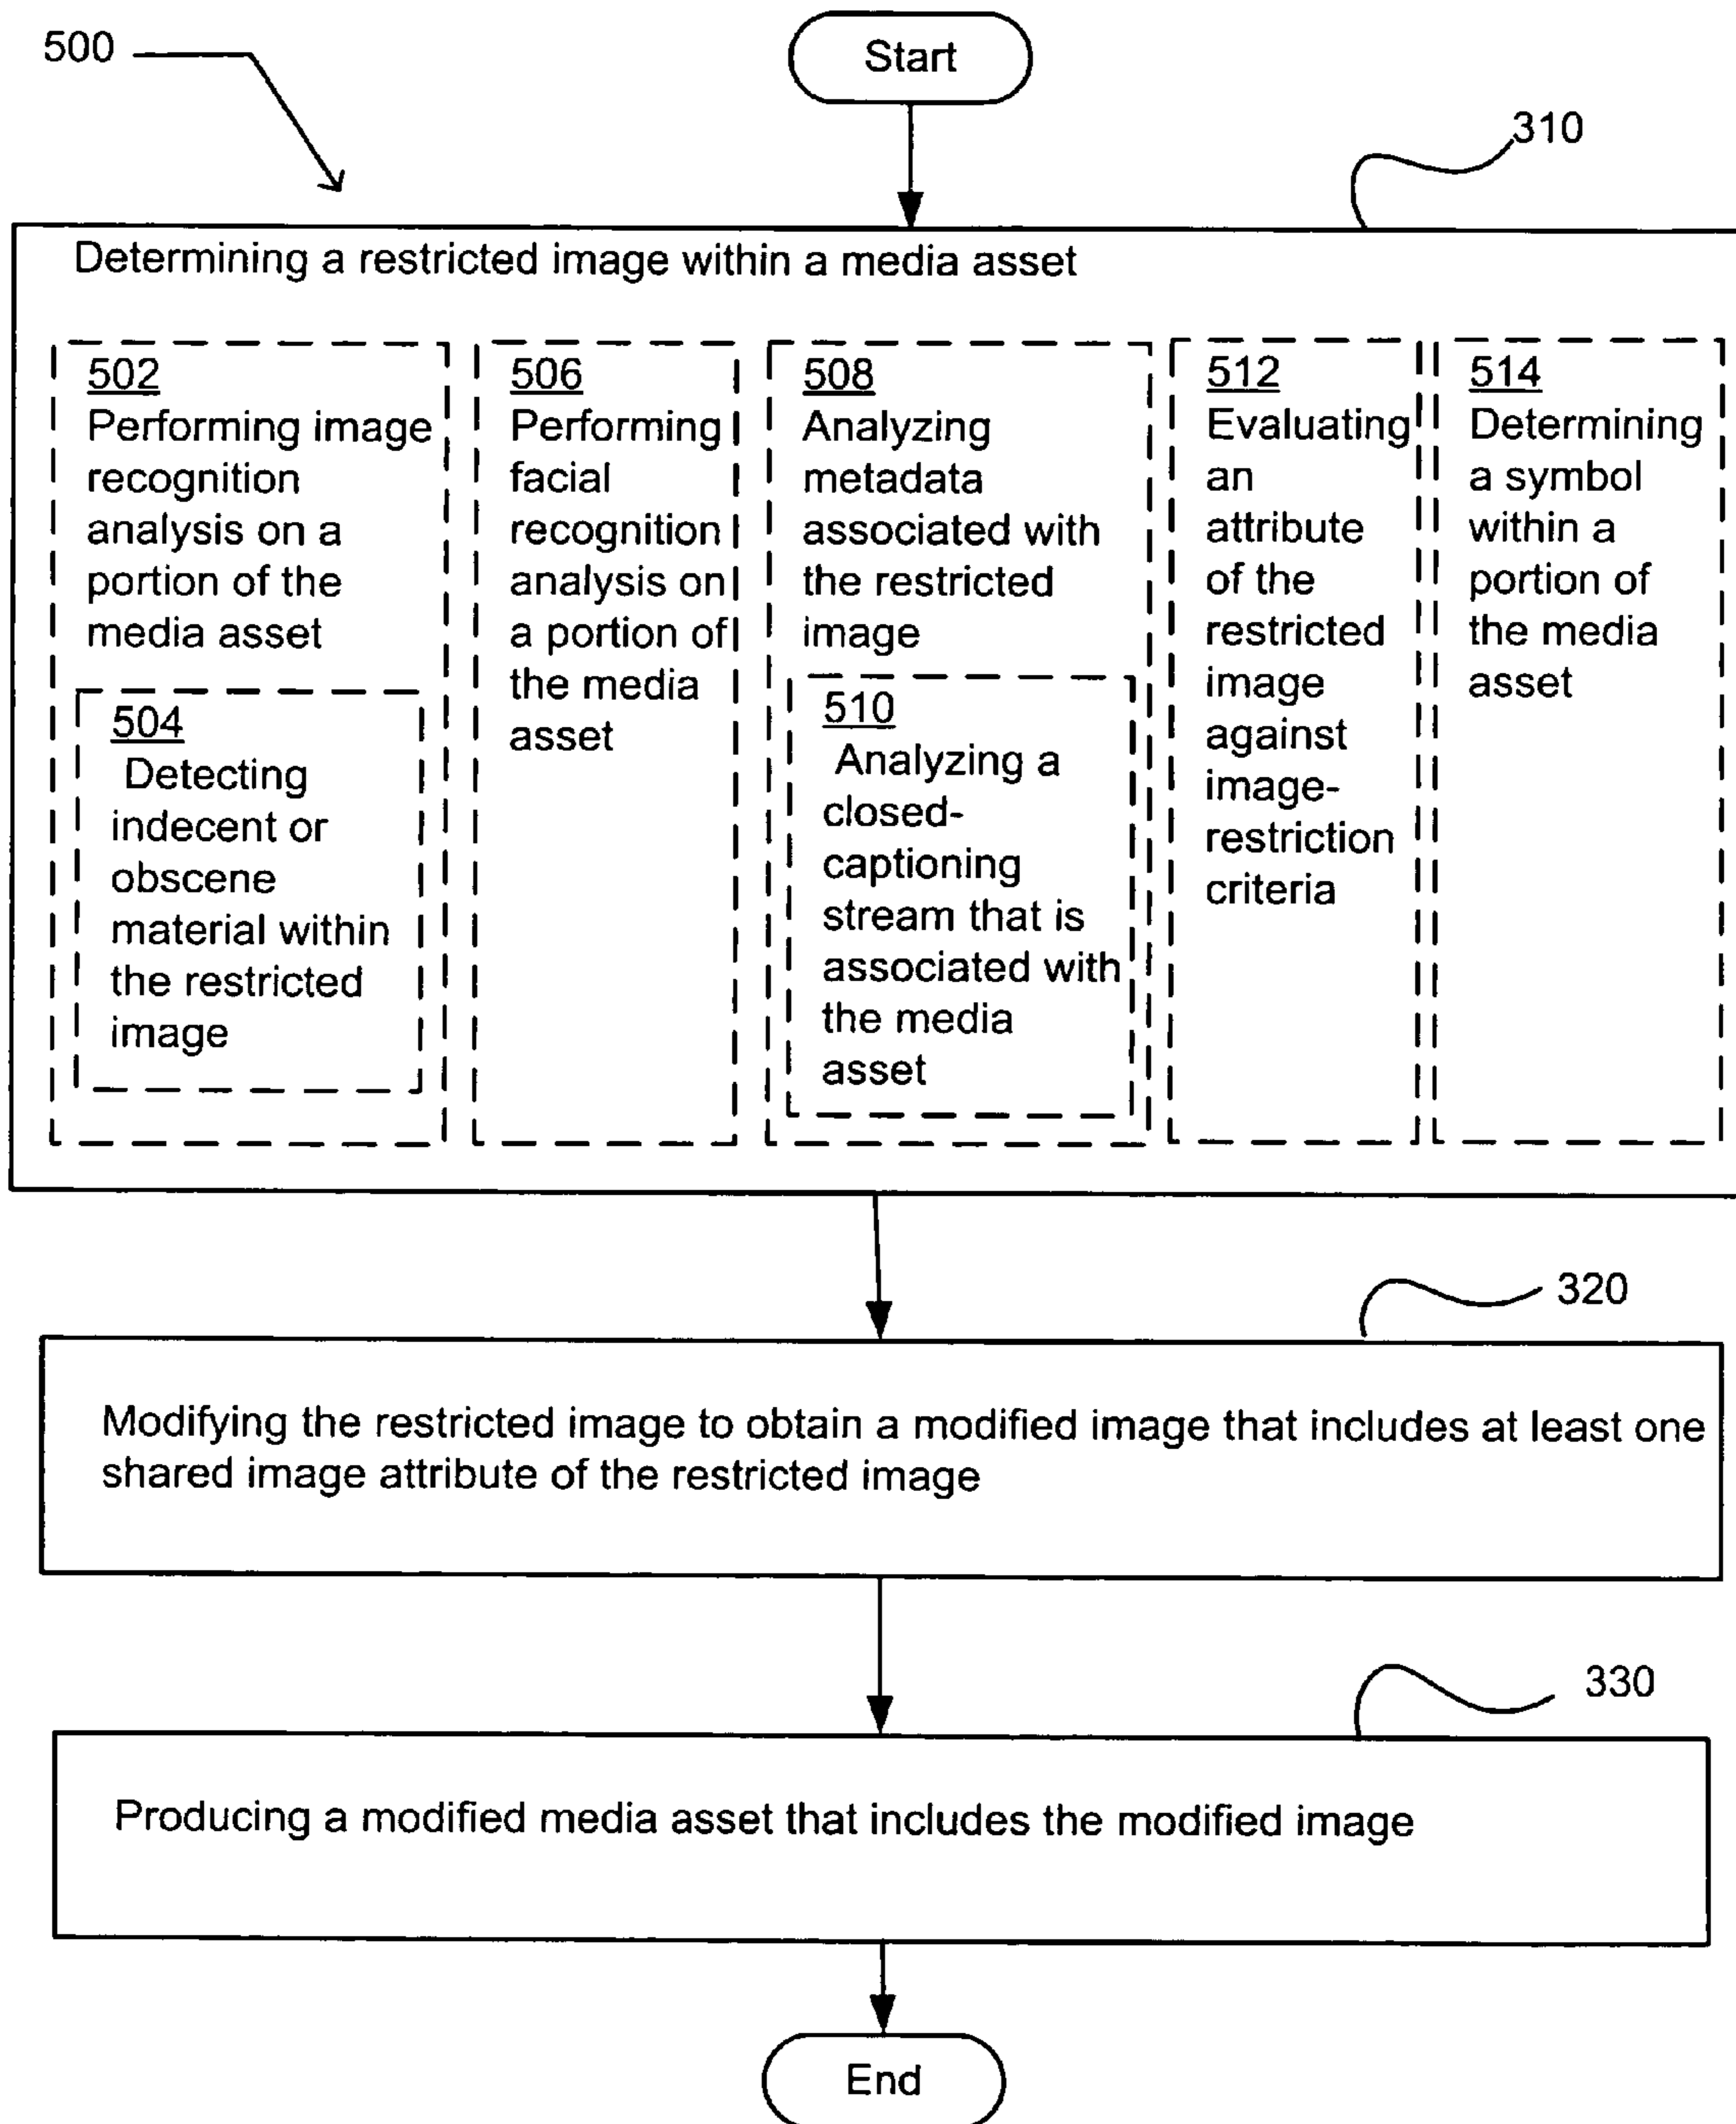 500
Start
310
Determining a restricted image within a media asset
502
Performing image
recognition
analysis on a
portion of the
media asset
504
Detecting
indecent or
obscene
material within
the restricted
image
506
Performing
facial
recognition
analysis on
a portion of
the media
asset
508
Analyzing
metadata
associated with
the restricted
image
510
Analyzing a
closed-
captioning
stream that is
associated with
the media
asset
512
Evaluating
an
attribute
of the
restricted
image
against
image-
restriction
criteria
514
Determining
a symbol
within a
portion of
the media
asset
320
Modifying the restricted image to obtain a modified image that includes at least one
shared image attribute of the restricted image
330
Producing a modified media asset that includes the modified image
End